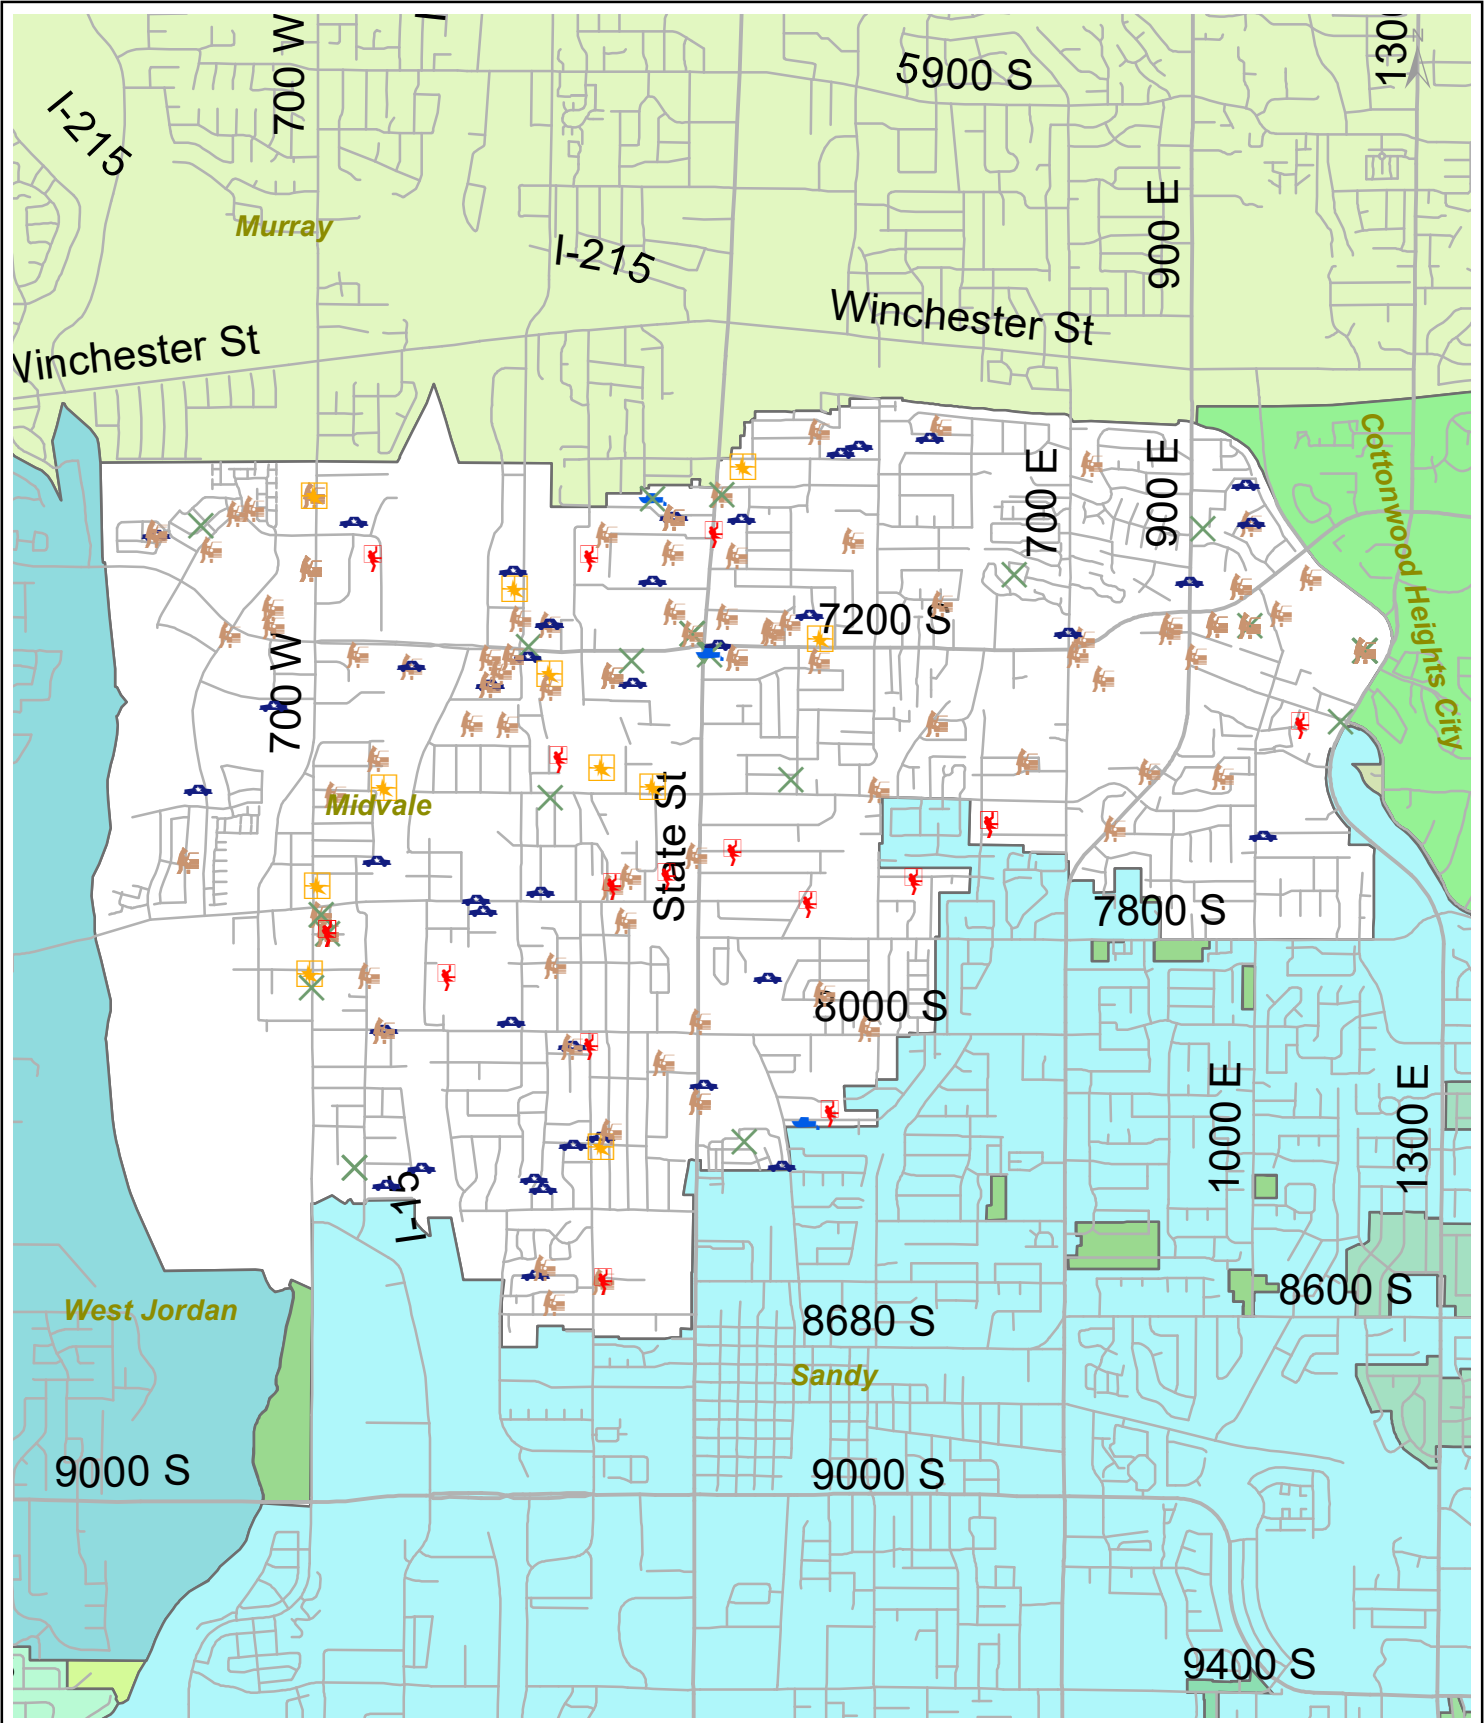 700 W
1300
5900 S
I-215
900 E
Murray
I-215
Winchester St
Winchester St
Cottonwood Heights City
700 E
900 E
7200 S
700 W
Midvale
State St
7800 S
8000 S
1000 E
1300 E
I-15
8600 S
West Jordan
8680 S
Sandy
9000 S
9000 S
9400 S